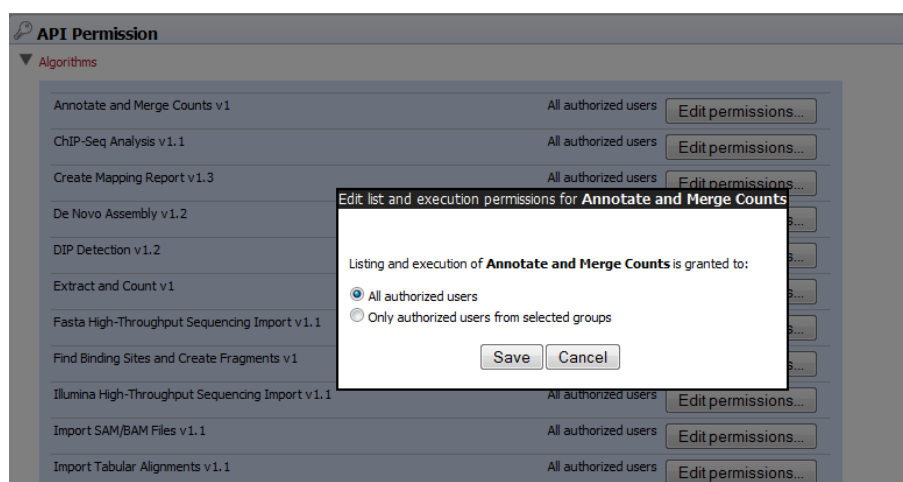 API Permission
Algorithms
Annotate and Merge Counts v1 All authorized users Edit permissions...
ChIP-Seq Analysis v1.1 All authorized users Edit permissions...
Create Mapping Report v1.3 All authorized users Edit permissions...
Edit list and execution permissions for Annotate and Merge Counts
De Novo Assembly v1.2
DIP Detection v1.2
Listing and execution of Annotate and Merge Counts is granted to:
Extract and Count v1
All authorized users
Only authorized users from selected groups
Fasta High-Throughput Sequencing Import v1.1
Find Binding Sites and Create Fragments v1
Save Cancel
Illumina High-Throughput Sequencing Import v1.1 All authorized users Edit permissions...
Import SAM/BAM Files v1.1 All authorized users Edit permissions...
Import Tabular Alignments v1.1 All authorized users Edit permissions...